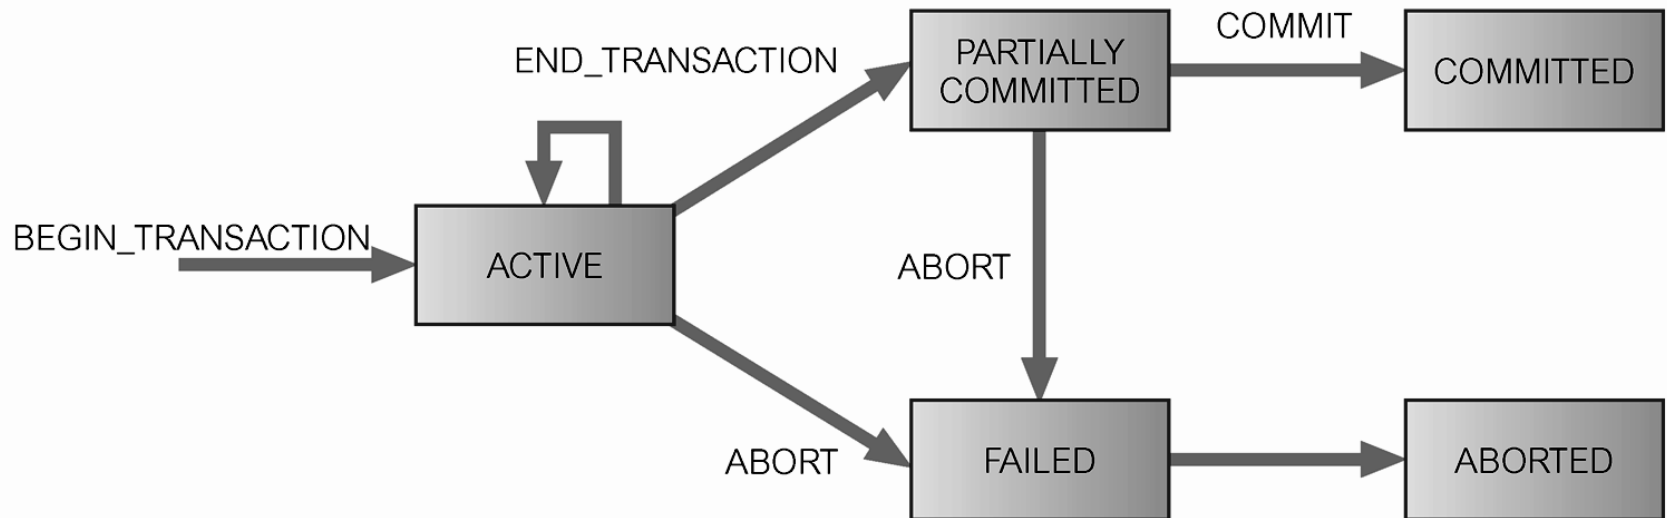 COMMIT
END_TRANSACTION
PARTIALLY
COMMITTED
COMMITTED
BEGIN_TRANSACTION
ACTIVE
ABORT
ABORT
FAILED
ABORTED